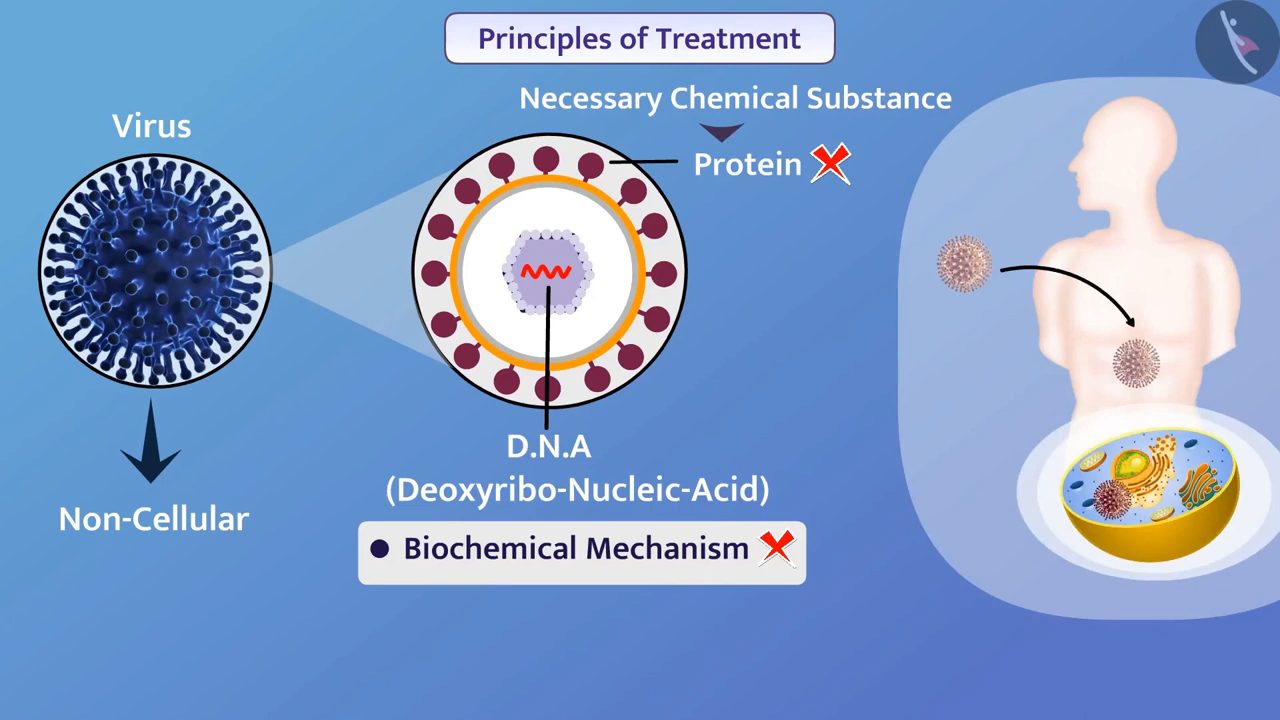 Principles of Treatment
Necessary Chemical Substance
Virus
Protein
D.N.A
(Deoxyribo-Nucleic-Acid)
Non-Cellular
Biochemical Mechanism